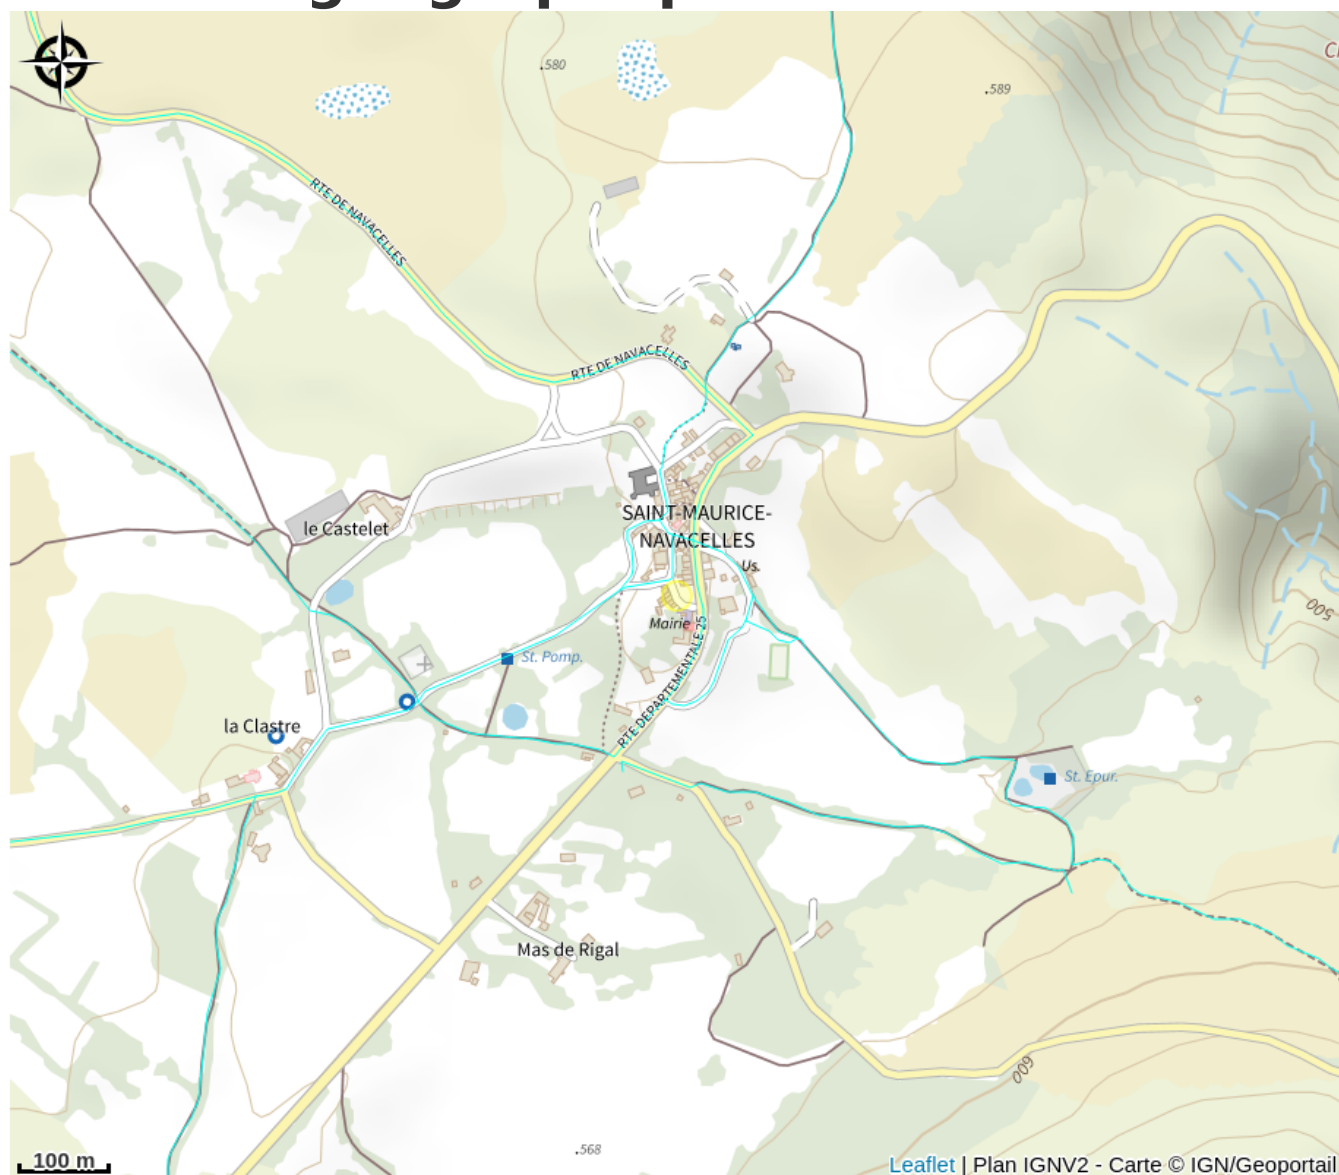 .580
.589
RTE DE NAVACELLES
RTE DE NAVACELLES
SAINT-MAURICE-
NAVACELLES
le Castelet
Us.
500
Mairie
St. Pomp.
RTE DEPARTEMENTALE 25
la Clastre
St. Epur.
Mas de Rigal
600
.568
100 m
Leaflet | Plan IGNV2 - Carte © IGN/Geoportail